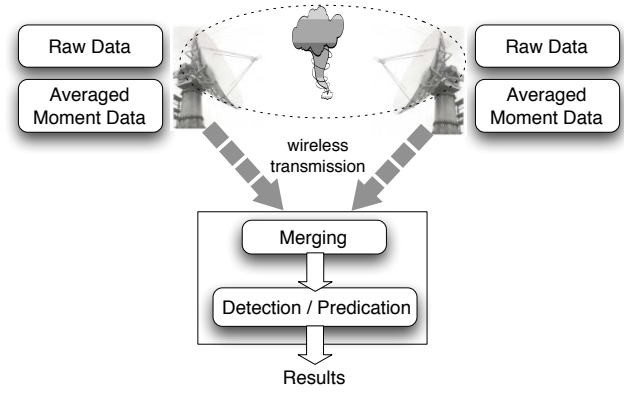 Raw Data
Averaged
Moment Data
Raw Data
Averaged
Moment Data
wireless
transmission
Merging
Detection / Predication
Results